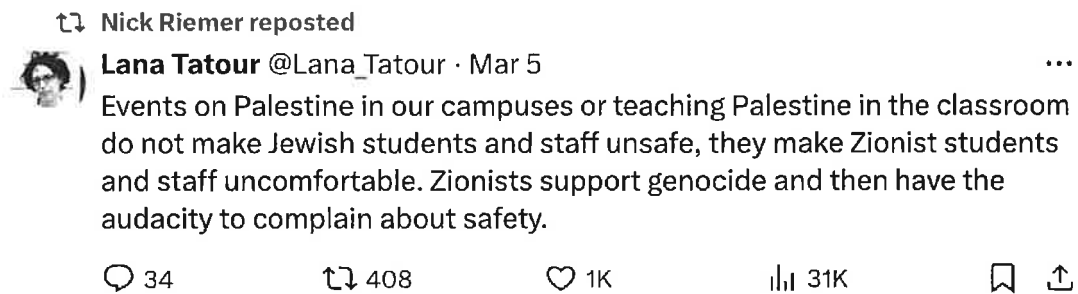 Nick Riemer reposted
Lana Tatour @Lana_Tatour · Mar 5
Events on Palestine in our campuses or teaching Palestine in the classroom
do not make Jewish students and staff unsafe, they make Zionist students
and staff uncomfortable. Zionists support genocide and then have the
audacity to complain about safety.
34 408 1K 31K